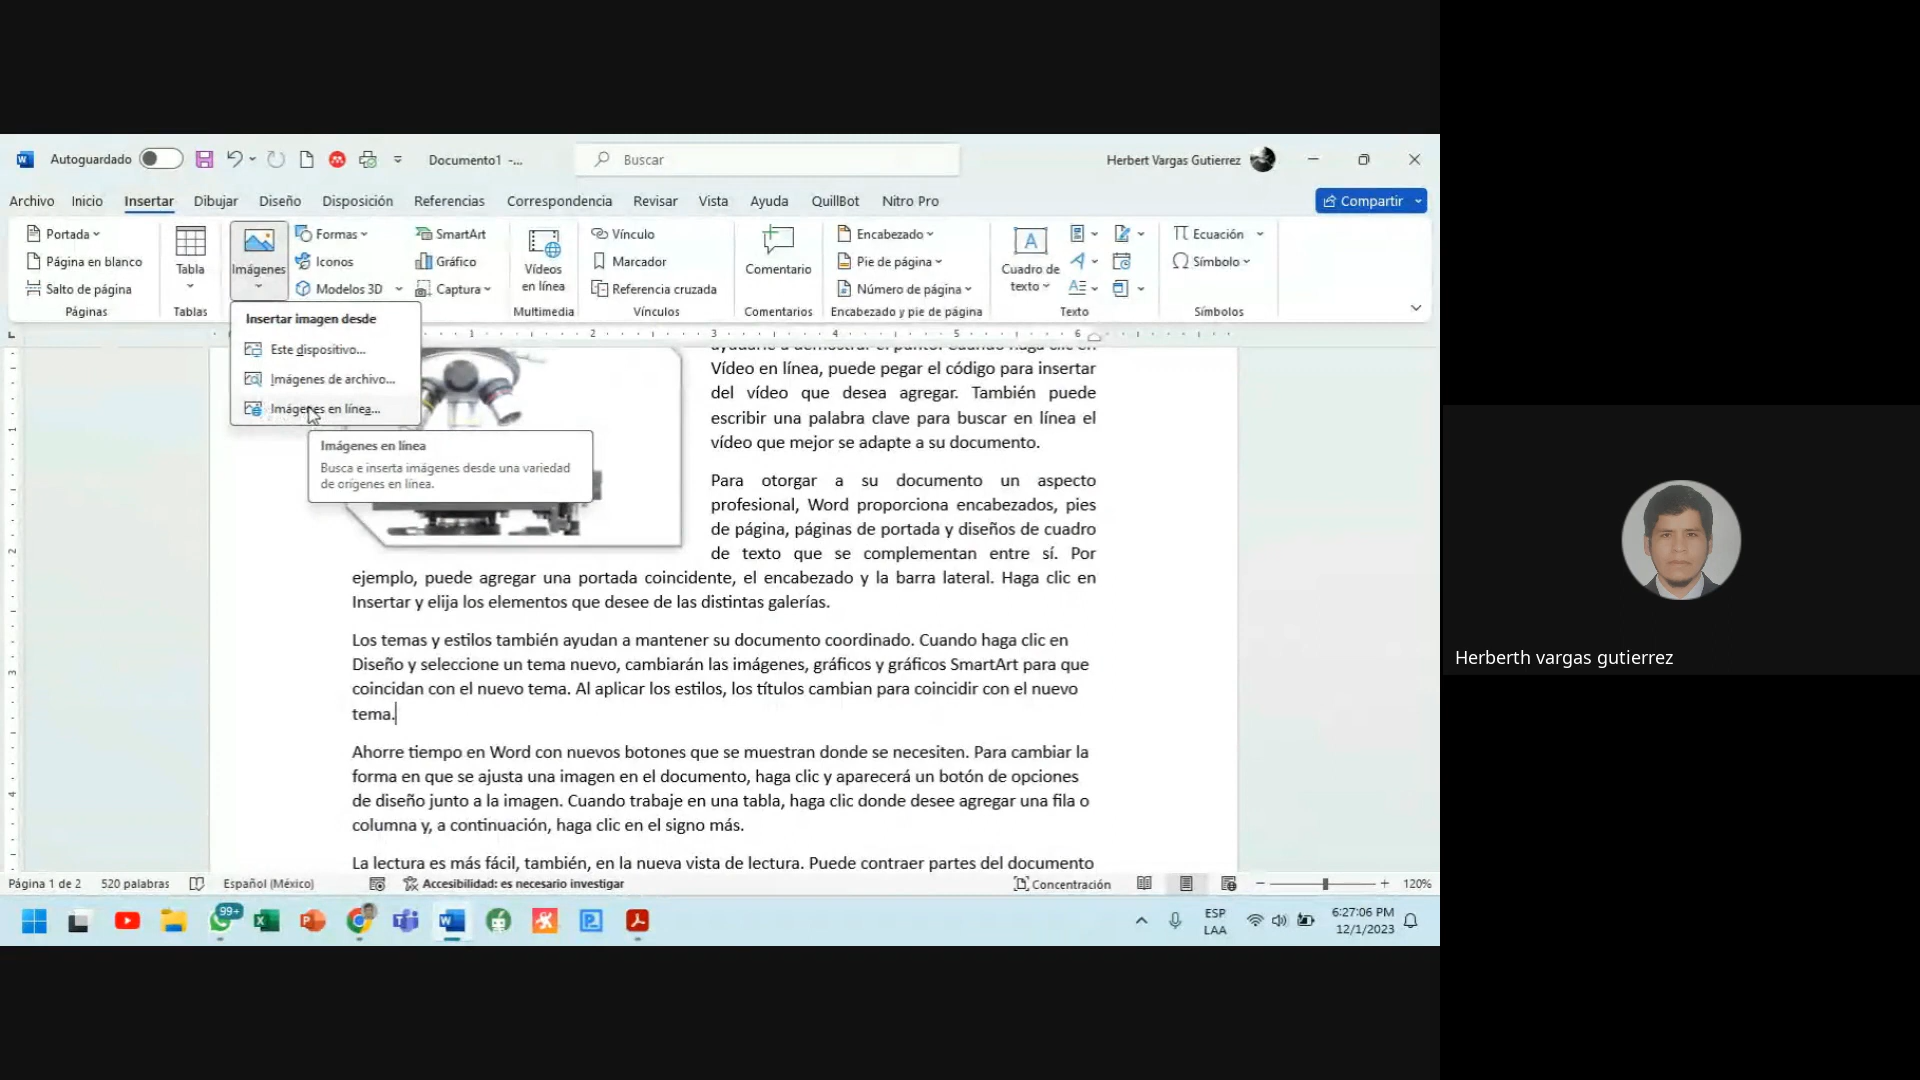 Autoguardado
Documento1 -...
Buscar
Herbert Vargas Gutierrez
Archivo Inicio Insertar Dibujar Diseño Disposición Referencias Correspondencia Revisar Vista Ayuda QuillBot Nitro Pro
Compartir
Portada
Página en blanco
Salto de página
Páginas
Tabla
Tablas
Imágenes
Formas
Iconos
Modelos 3D
SmartArt
Gráfico
Captura
Vídeos
en línea
Multimedia
Vínculo
Marcador
Referencia cruzada
Vínculos
Comentario
Comentarios
Encabezado
Pie de página
Número de página
Encabezado y pie de página
Cuadro de
texto
Texto
Ecuación
Símbolo
Símbolos
Insertar imagen desde
Este dispositivo...
Imágenes de archivo...
Imágenes en línea...
Imágenes en línea
Busca e inserta imágenes desde una variedad
de orígenes en línea.
1 2 3 4 5 6
1
2
3
4
Vídeo en línea, puede pegar el código para insertar
del vídeo que desea agregar. También puede
escribir una palabra clave para buscar en línea el
vídeo que mejor se adapte a su documento.
Para otorgar a su documento un aspecto
profesional, Word proporciona encabezados, pies
de página, páginas de portada y diseños de cuadro
de texto que se complementan entre sí. Por
ejemplo, puede agregar una portada coincidente, el encabezado y la barra lateral. Haga clic en
Insertar y elija los elementos que desee de las distintas galerías.
Los temas y estilos también ayudan a mantener su documento coordinado. Cuando haga clic en
Diseño y seleccione un tema nuevo, cambiarán las imágenes, gráficos y gráficos SmartArt para que
coincidan con el nuevo tema. Al aplicar los estilos, los títulos cambian para coincidir con el nuevo
tema.
Ahorre tiempo en Word con nuevos botones que se muestran donde se necesiten. Para cambiar la
forma en que se ajusta una imagen en el documento, haga clic y aparecerá un botón de opciones
de diseño junto a la imagen. Cuando trabaje en una tabla, haga clic donde desee agregar una fila o
columna y, a continuación, haga clic en el signo más.
La lectura es más fácil, también, en la nueva vista de lectura. Puede contraer partes del documento
Página 1 de 2 520 palabras Español (México) Accesibilidad: es necesario investigar Concentración 120%
99+
ESP
LAA
6:27:06 PM
12/1/2023
Herberth vargas gutierrez